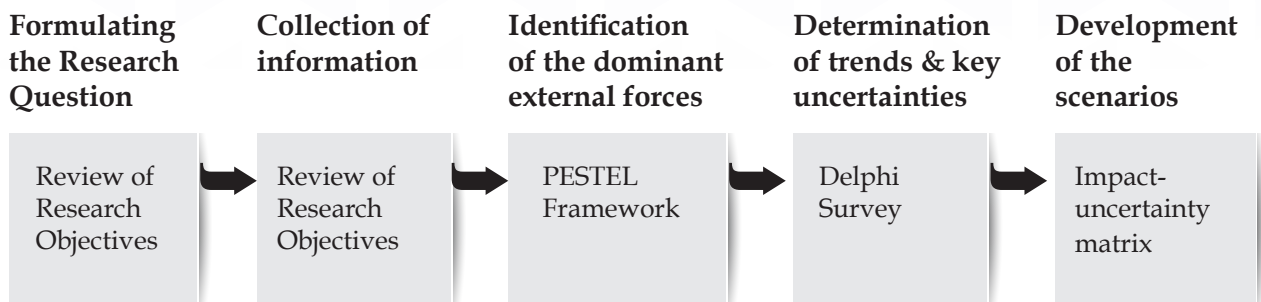 Formulating
the Research
Question
Collection of
information
Identification
of the dominant
external forces
Determination
of trends & key
uncertainties
Development
of the
scenarios
Review of
Research
Objectives
Review of
Research
Objectives
PESTEL
Framework
Delphi
Survey
Impact-
uncertainty
matrix